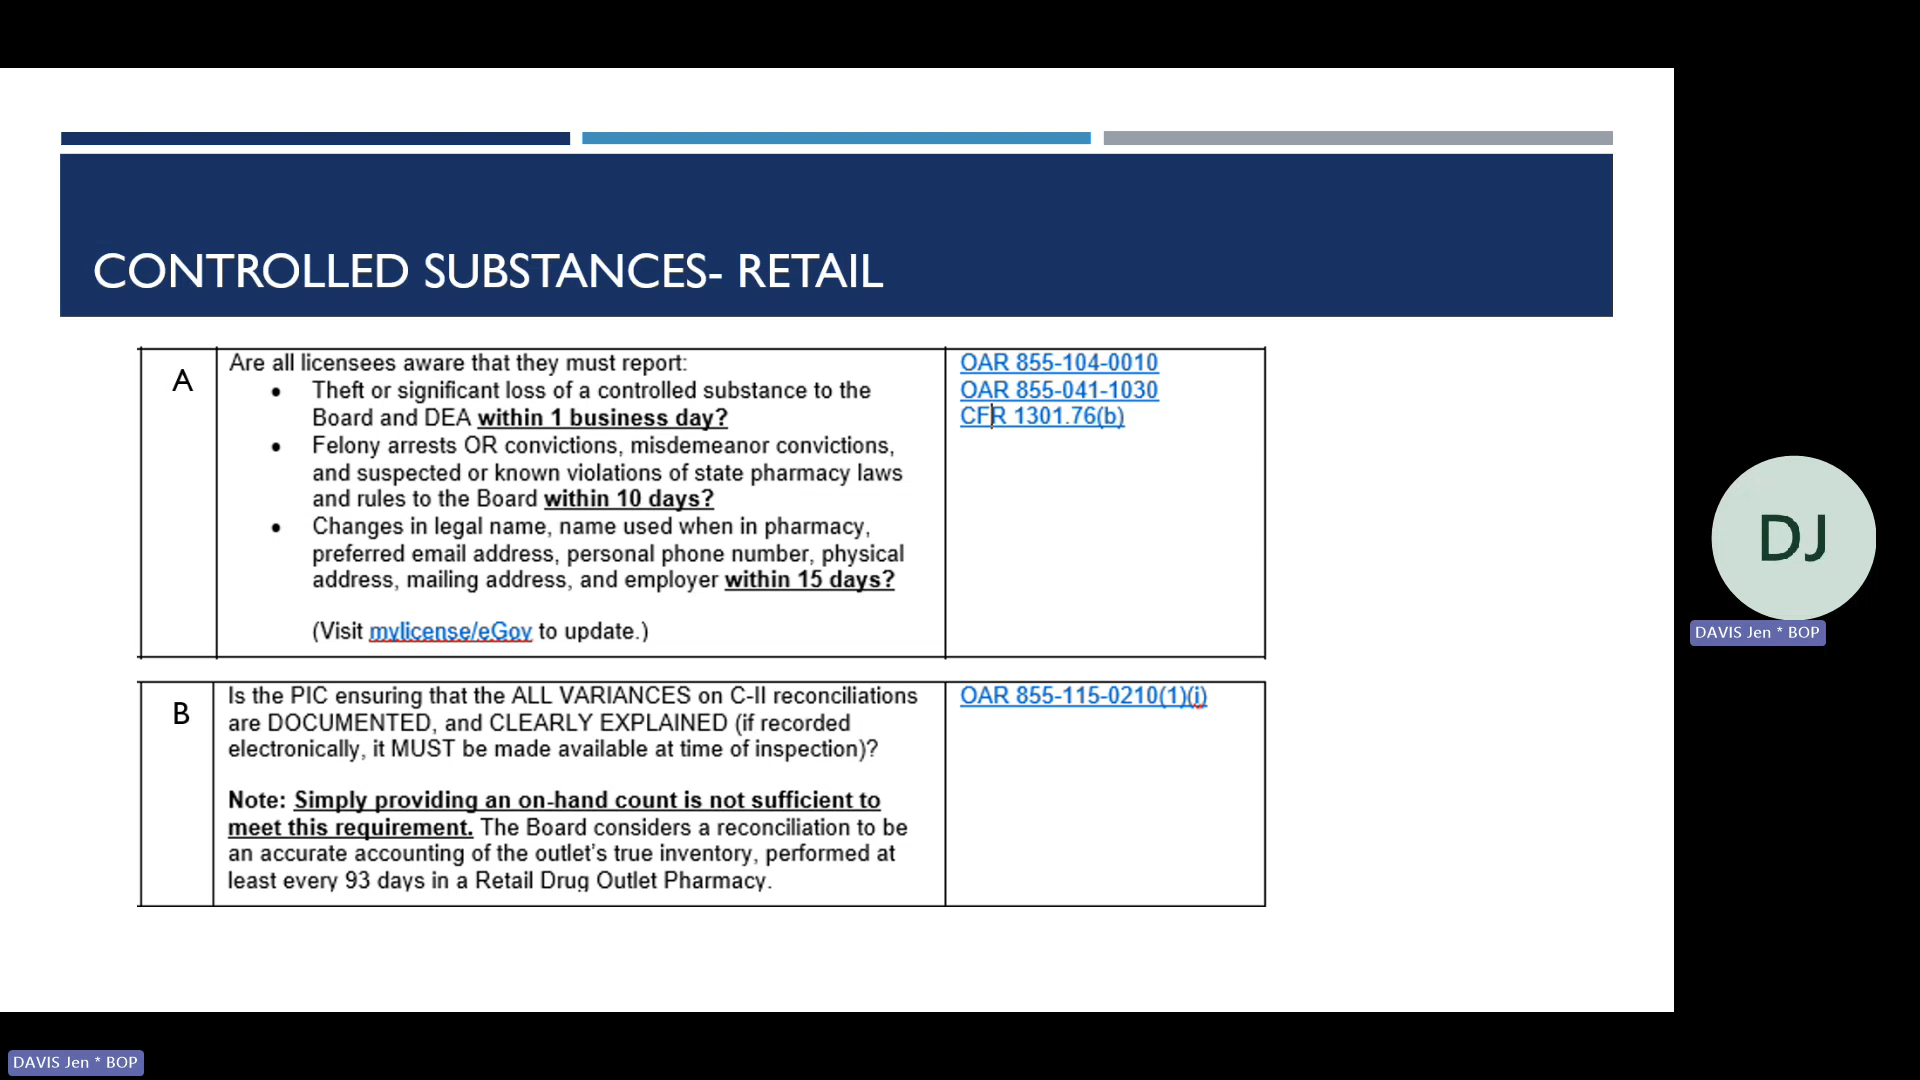 CONTROLLED SUBSTANCES- RETAIL
A
Are all licensees aware that they must report:
• Theft or significant loss of a controlled substance to the
Board and DEA within 1 business day?
• Felony arrests OR convictions, misdemeanor convictions,
and suspected or known violations of state pharmacy laws
and rules to the Board within 10 days?
• Changes in legal name, name used when in pharmacy,
preferred email address, personal phone number, physical
address, mailing address, and employer within 15 days?
(Visit mylicense/eGov to update.)
OAR 855-104-0010
OAR 855-041-1030
CFR 1301.76(b)
B
Is the PIC ensuring that the ALL VARIANCES on C-II reconciliations
are DOCUMENTED, and CLEARLY EXPLAINED (if recorded
electronically, it MUST be made available at time of inspection)?
Note: Simply providing an on-hand count is not sufficient to
meet this requirement. The Board considers a reconciliation to be
an accurate accounting of the outlet's true inventory, performed at
least every 93 days in a Retail Drug Outlet Pharmacy.
OAR 855-115-0210(1)(i)
DJ
DAVIS Jen * BOP
DAVIS Jen * BOP